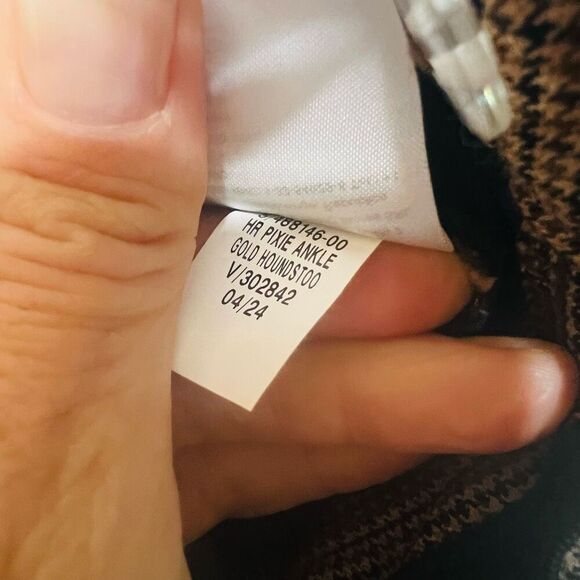 488146-00
HR PIXIE ANKLE
GOLD HOUNDSTOO
V/302842
04/24